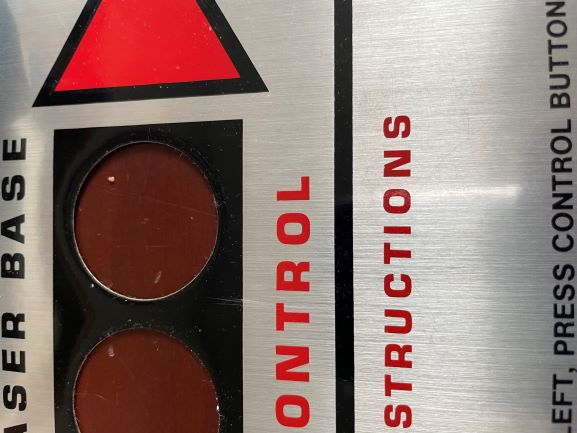 ASER BASE
ONTROL
STRUCTIONS
LEFT, PRESS CONTROL BUTTON